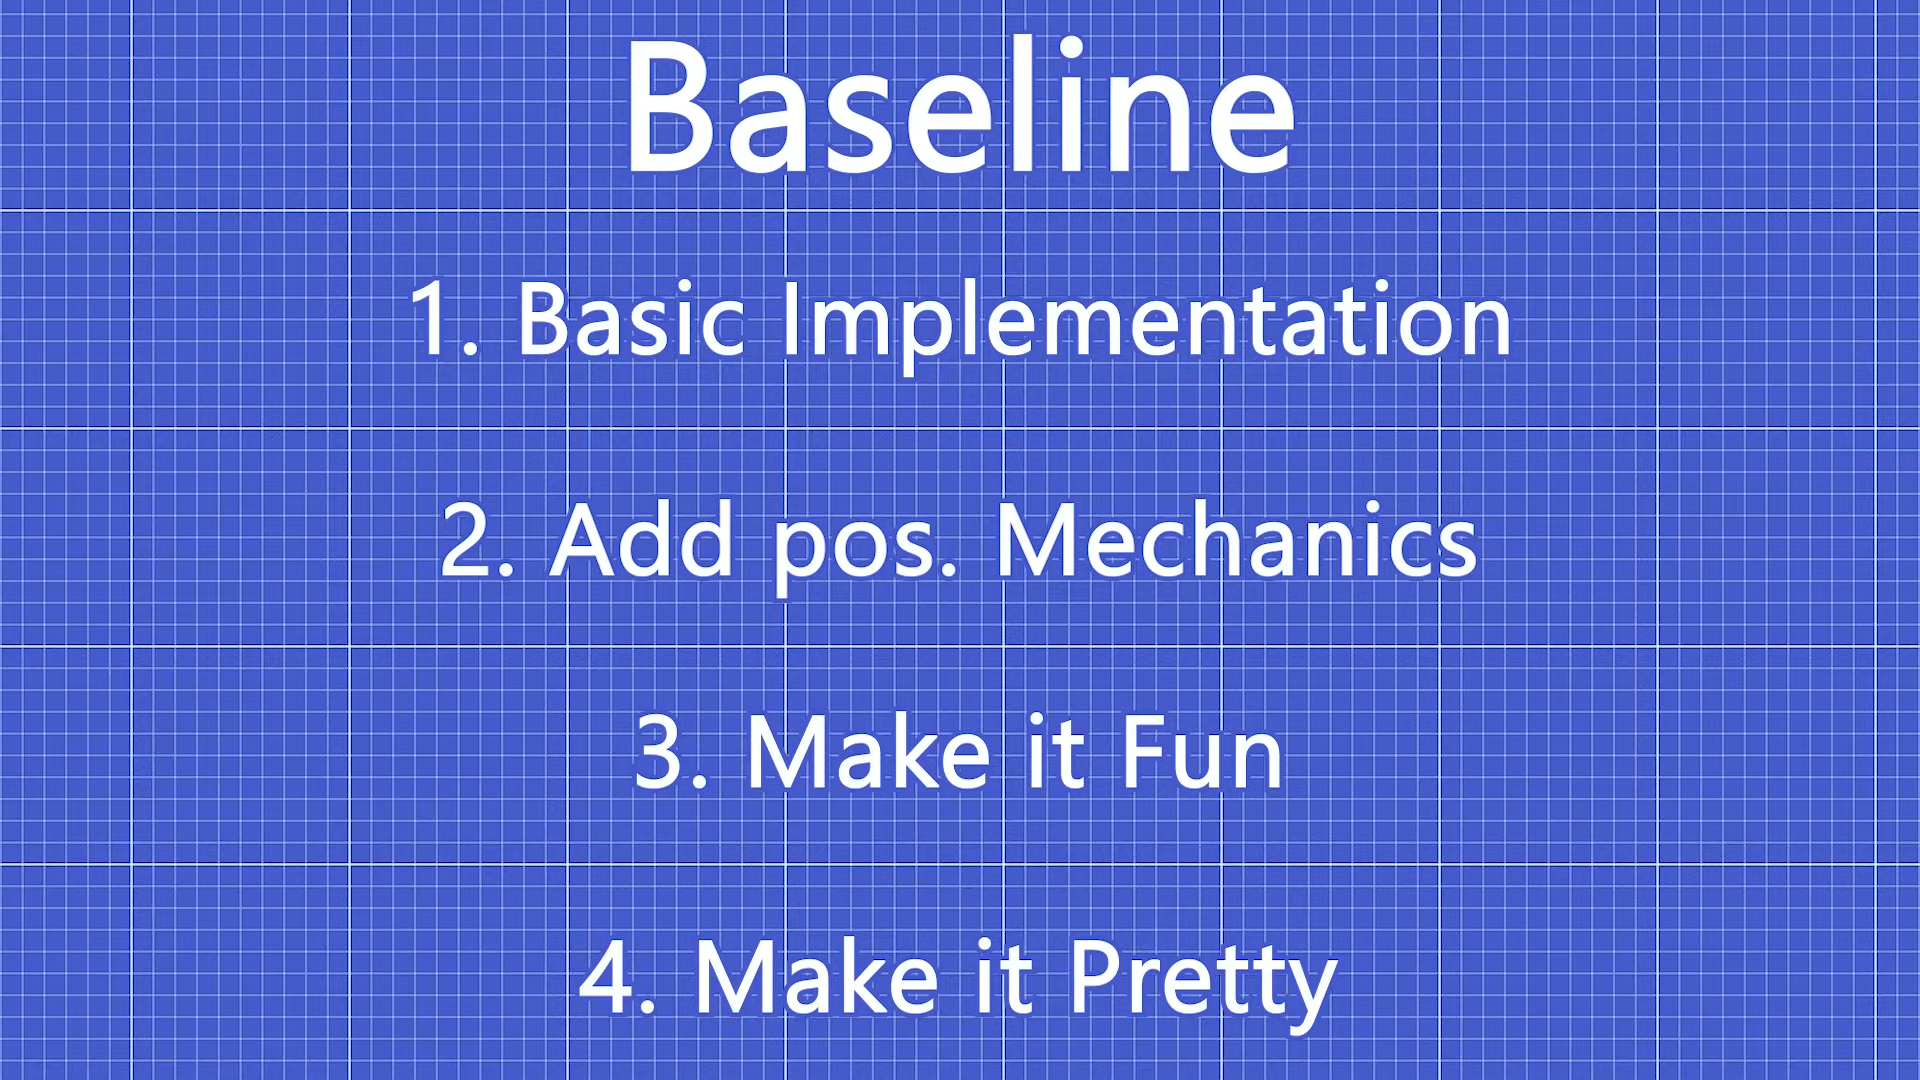 Baseline
1. Basic Implementation
2. Add pos. Mechanics
3. Make it Fun
4. Make it Pretty